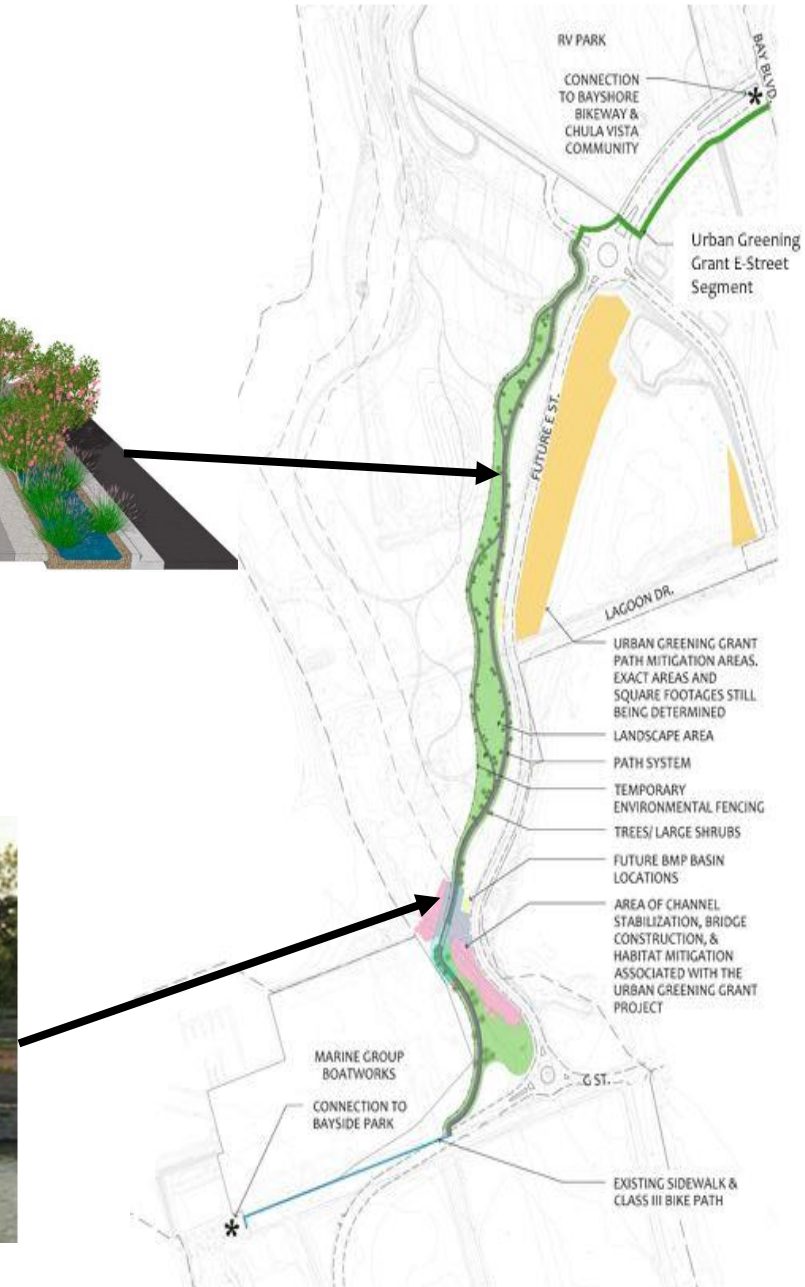 RV PARK
BAY BLVD.
CONNECTION
TO BAYSHORE
BIKEWAY &
CHULA VISTA
COMMUNITY
*
Urban Greening
Grant E-Street
Segment
FUTURE E ST.
LAGOON DR.
URBAN GREENING GRANT
PATH MITIGATION AREAS.
EXACT AREAS AND
SQUARE FOOTAGES STILL
BEING DETERMINED
LANDSCAPE AREA
PATH SYSTEM
TEMPORARY
ENVIRONMENTAL FENCING
TREES/ LARGE SHRUBS
FUTURE BMP BASIN
LOCATIONS
AREA OF CHANNEL
STABILIZATION, BRIDGE
CONSTRUCTION, &
HABITAT MITIGATION
ASSOCIATED WITH THE
URBAN GREENING GRANT
PROJECT
MARINE GROUP
BOATWORKS
G ST.
CONNECTION TO
BAYSIDE PARK
EXISTING SIDEWALK &
CLASS III BIKE PATH
*